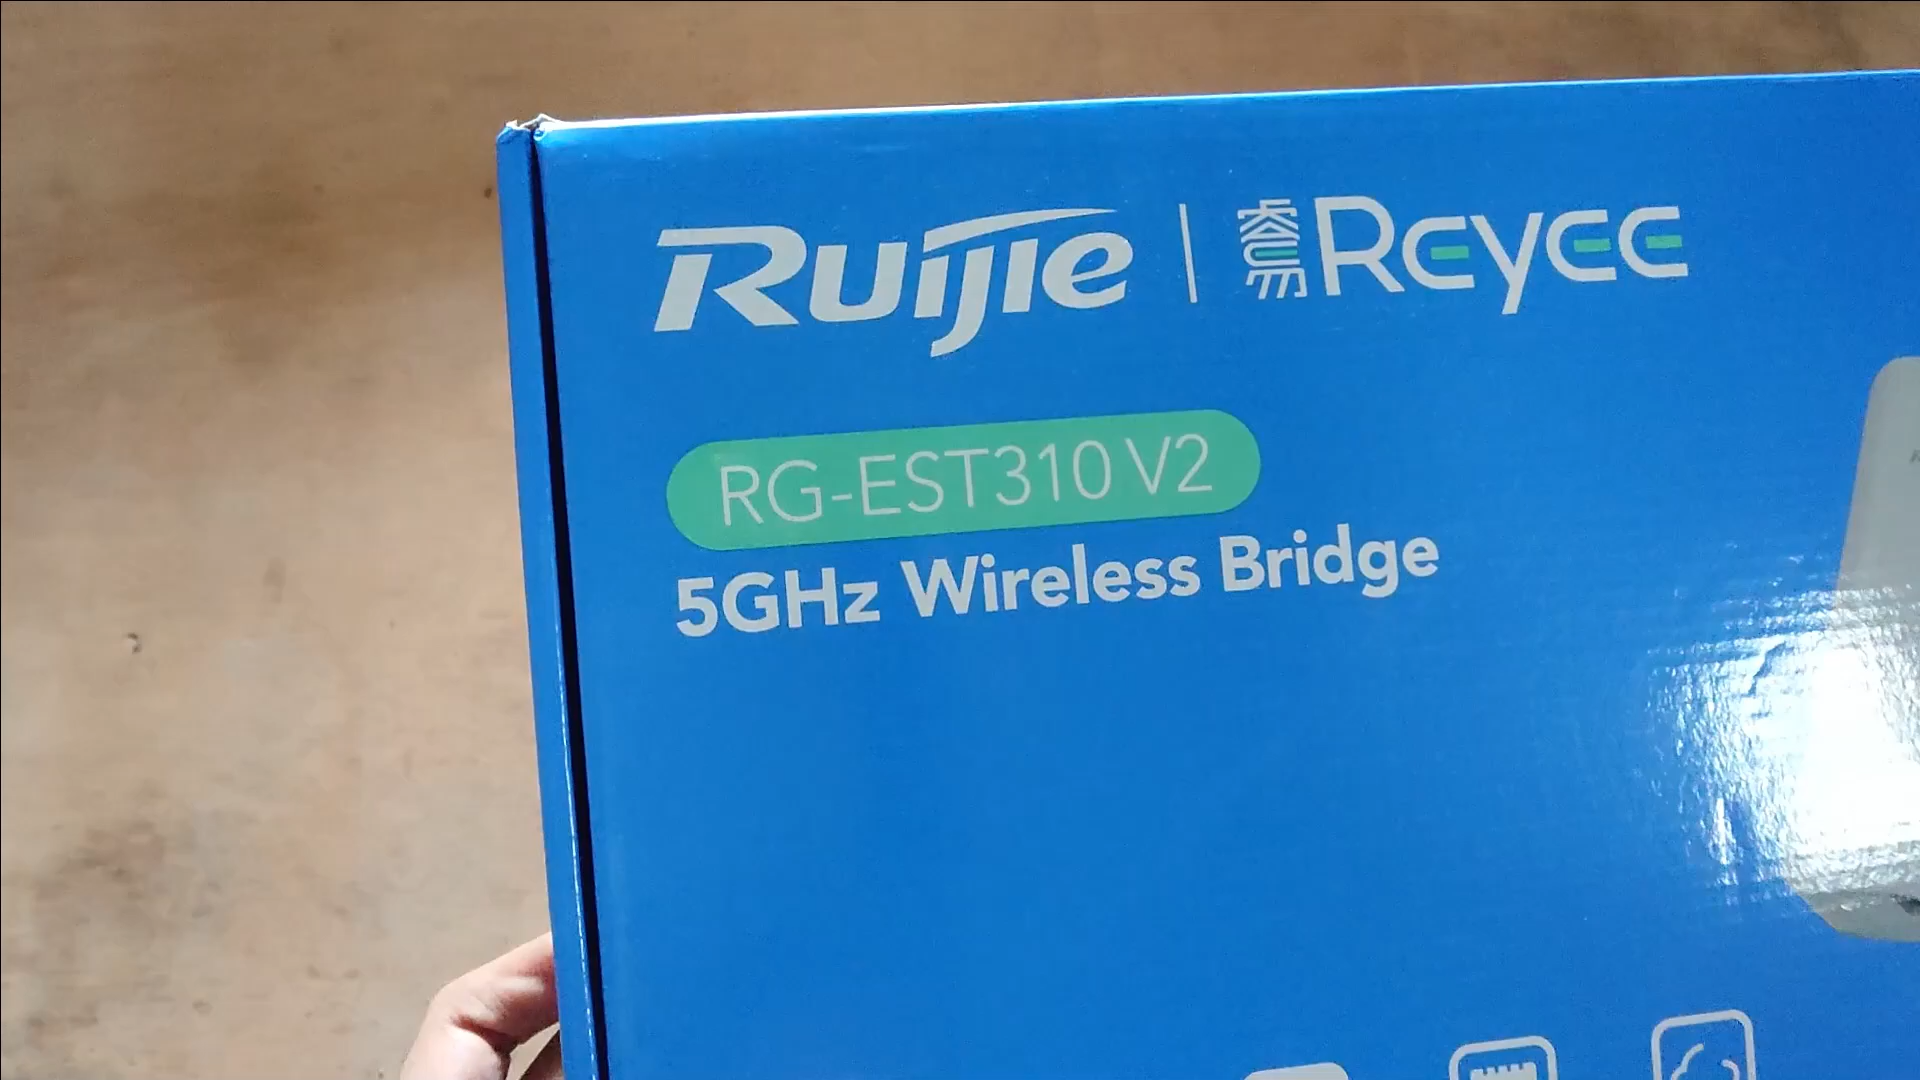 Ruijie | 睿易 Reyee
RG-EST310 V2
5GHz Wireless Bridge